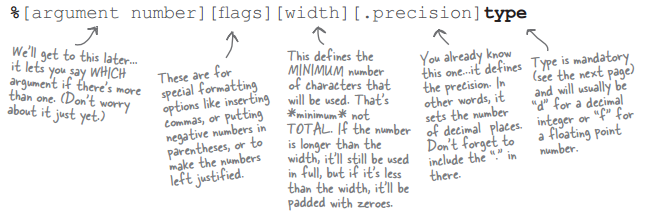 %[argument number][flags][width][.precision]type
We'll get to this later...
it lets you say WHICH
argument if there's more
than one. (Don't worry
about it just yet.)
These are for
special formatting
options like inserting
commas, or putting
negative numbers in
parentheses, or to
make the numbers
left justified.
This defines the
MINIMUM number
of characters that
will be used. That's
*minimum* not
TOTAL. If the number
is longer than the
width, it'll still be used
in full, but if it's less
than the width, it'll be
padded with zeroes.
You already know
this one...it defines
the precision. In
other words, it
sets the number
of decimal places.
Don't forget to
include the "." in
there.
Type is mandatory
(see the next page)
and will usually be
"d" for a decimal
integer or "f" for
a floating point
number.